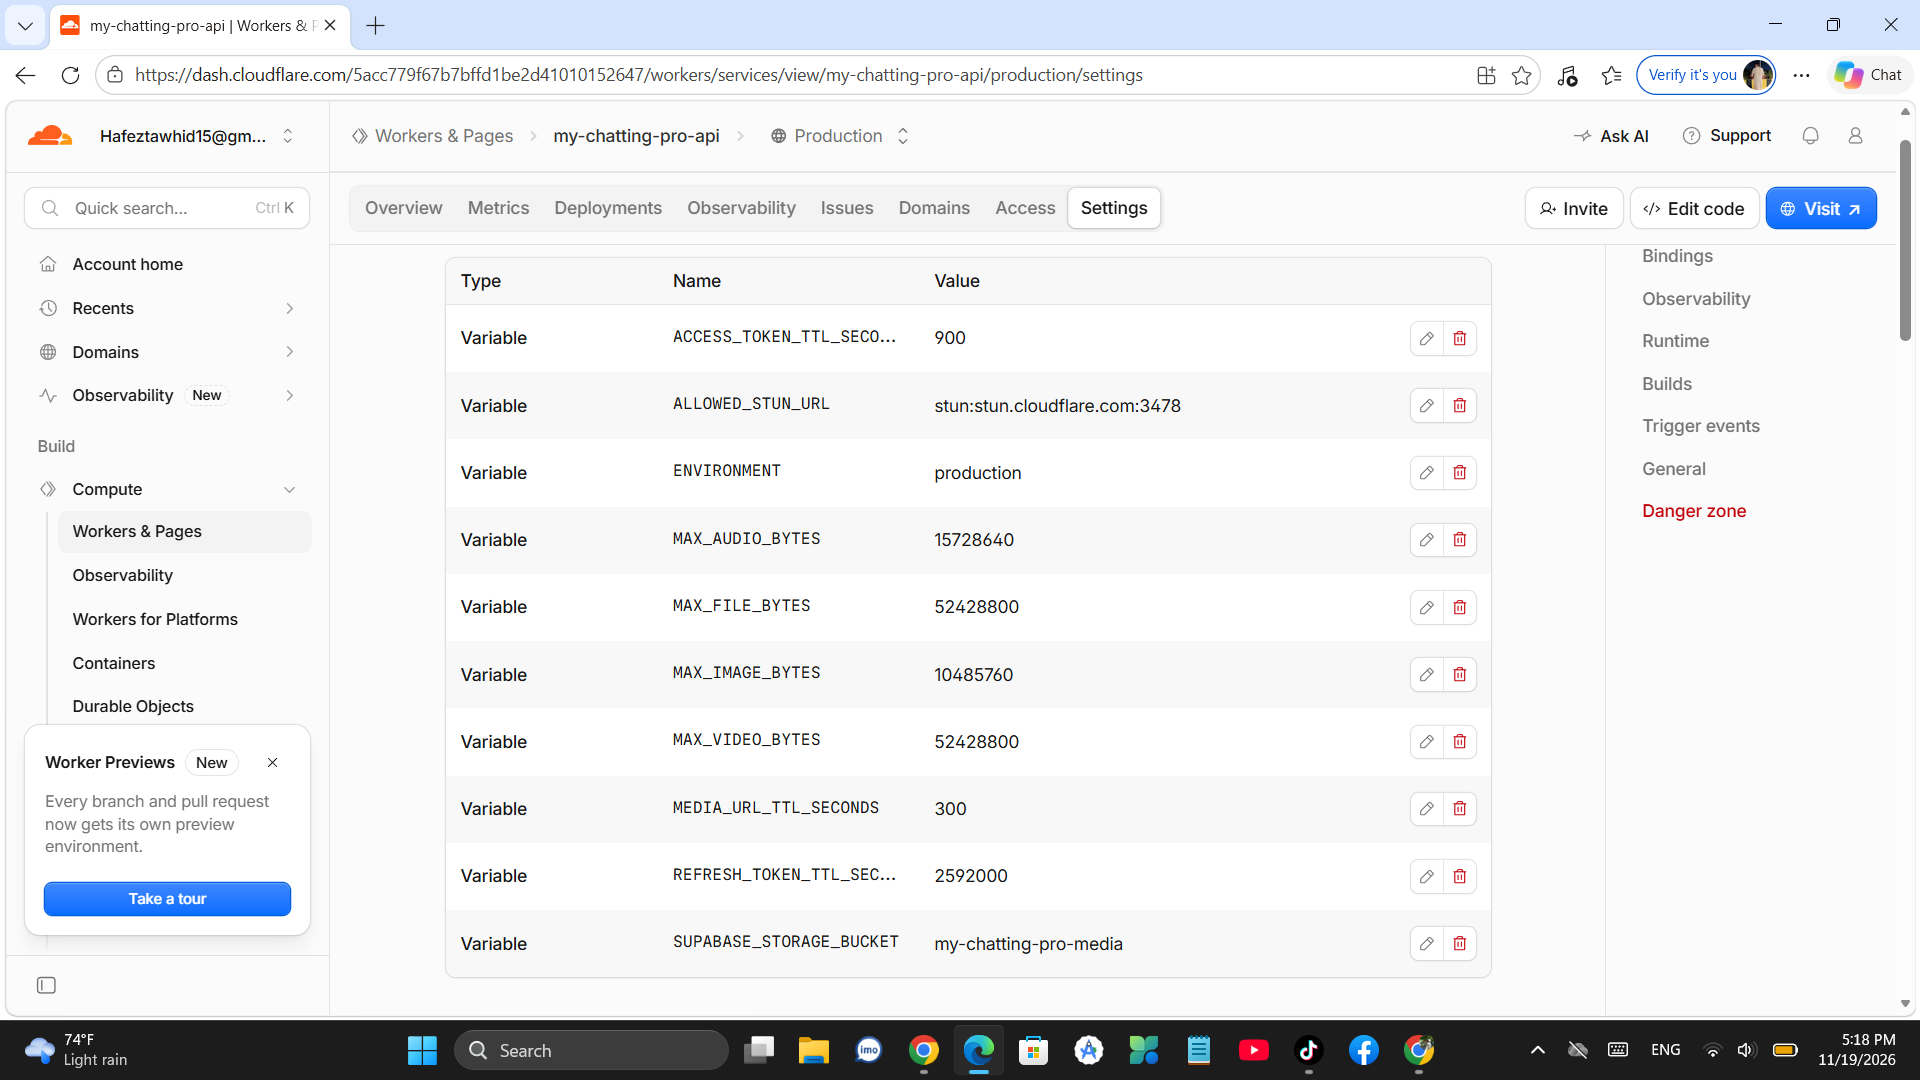 my-chatting-pro-api | Workers & P
https://dash.cloudflare.com/5acc779f67b7bffd1be2d41010152647/workers/services/view/my-chatting-pro-api/production/settings
Verify it's you
Chat
Hafeztawhid15@gm...
Workers & Pages
my-chatting-pro-api
Production
Ask AI
Support
Quick search...
Ctrl K
Overview
Metrics
Deployments
Observability
Issues
Domains
Access
Settings
Invite
Edit code
Visit
Account home
Recents
Domains
Observability New
Build
Compute
Workers & Pages
Observability
Workers for Platforms
Containers
Durable Objects
Worker Previews New
Every branch and pull request
now gets its own preview
environment.
Take a tour
Type Name Value
Variable ACCESS_TOKEN_TTL_SECO... 900
Variable ALLOWED_STUN_URL stun:stun.cloudflare.com:3478
Variable ENVIRONMENT production
Variable MAX_AUDIO_BYTES 15728640
Variable MAX_FILE_BYTES 52428800
Variable MAX_IMAGE_BYTES 10485760
Variable MAX_VIDEO_BYTES 52428800
Variable MEDIA_URL_TTL_SECONDS 300
Variable REFRESH_TOKEN_TTL_SEC... 2592000
Variable SUPABASE_STORAGE_BUCKET my-chatting-pro-media
Bindings
Observability
Runtime
Builds
Trigger events
General
Danger zone
74°F
Light rain
Search
imo
ENG
5:18 PM
11/19/2026